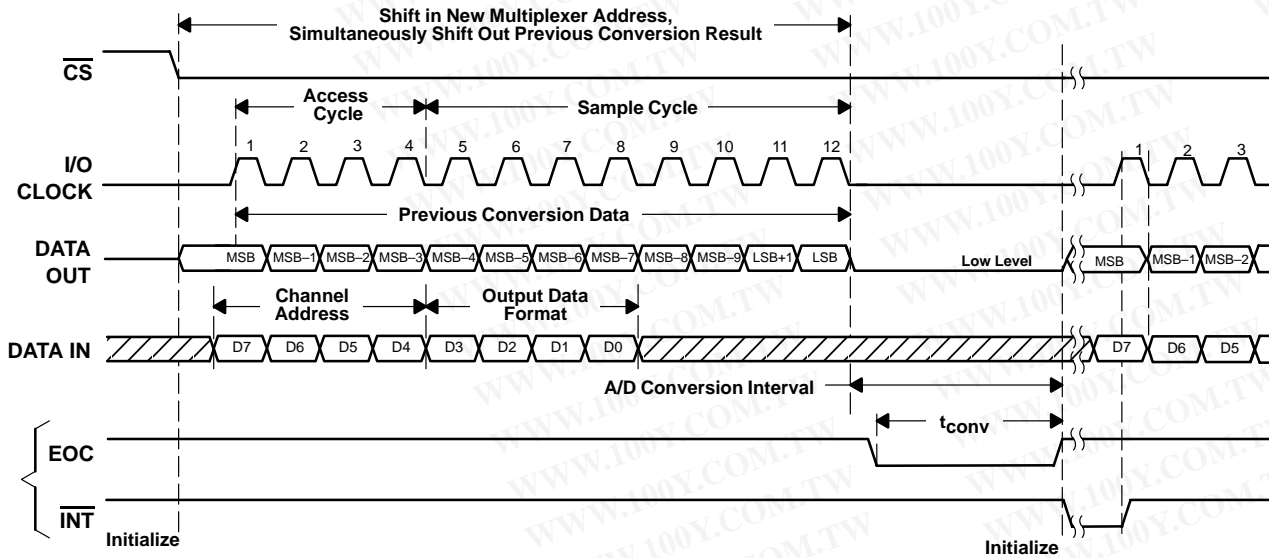 Shift in New Multiplexer Address,
Simultaneously Shift Out Previous Conversion Result
CS
Access
Cycle
Sample Cycle
I/O
CLOCK
1 2 3 4 5 6 7 8 9 10 11 12 1 2 3
Previous Conversion Data
DATA
OUT
MSB MSB–1 MSB–2 MSB–3 MSB–4 MSB–5 MSB–6 MSB–7 MSB–8 MSB–9 LSB+1 LSB Low Level MSB MSB–1 MSB–2
Channel
Address
Output Data
Format
DATA IN
D7 D6 D5 D4 D3 D2 D1 D0 D7 D6 D5
A/D Conversion Interval
tconv
EOC
INT
Initialize
Initialize
WWW.100Y.COM.TW